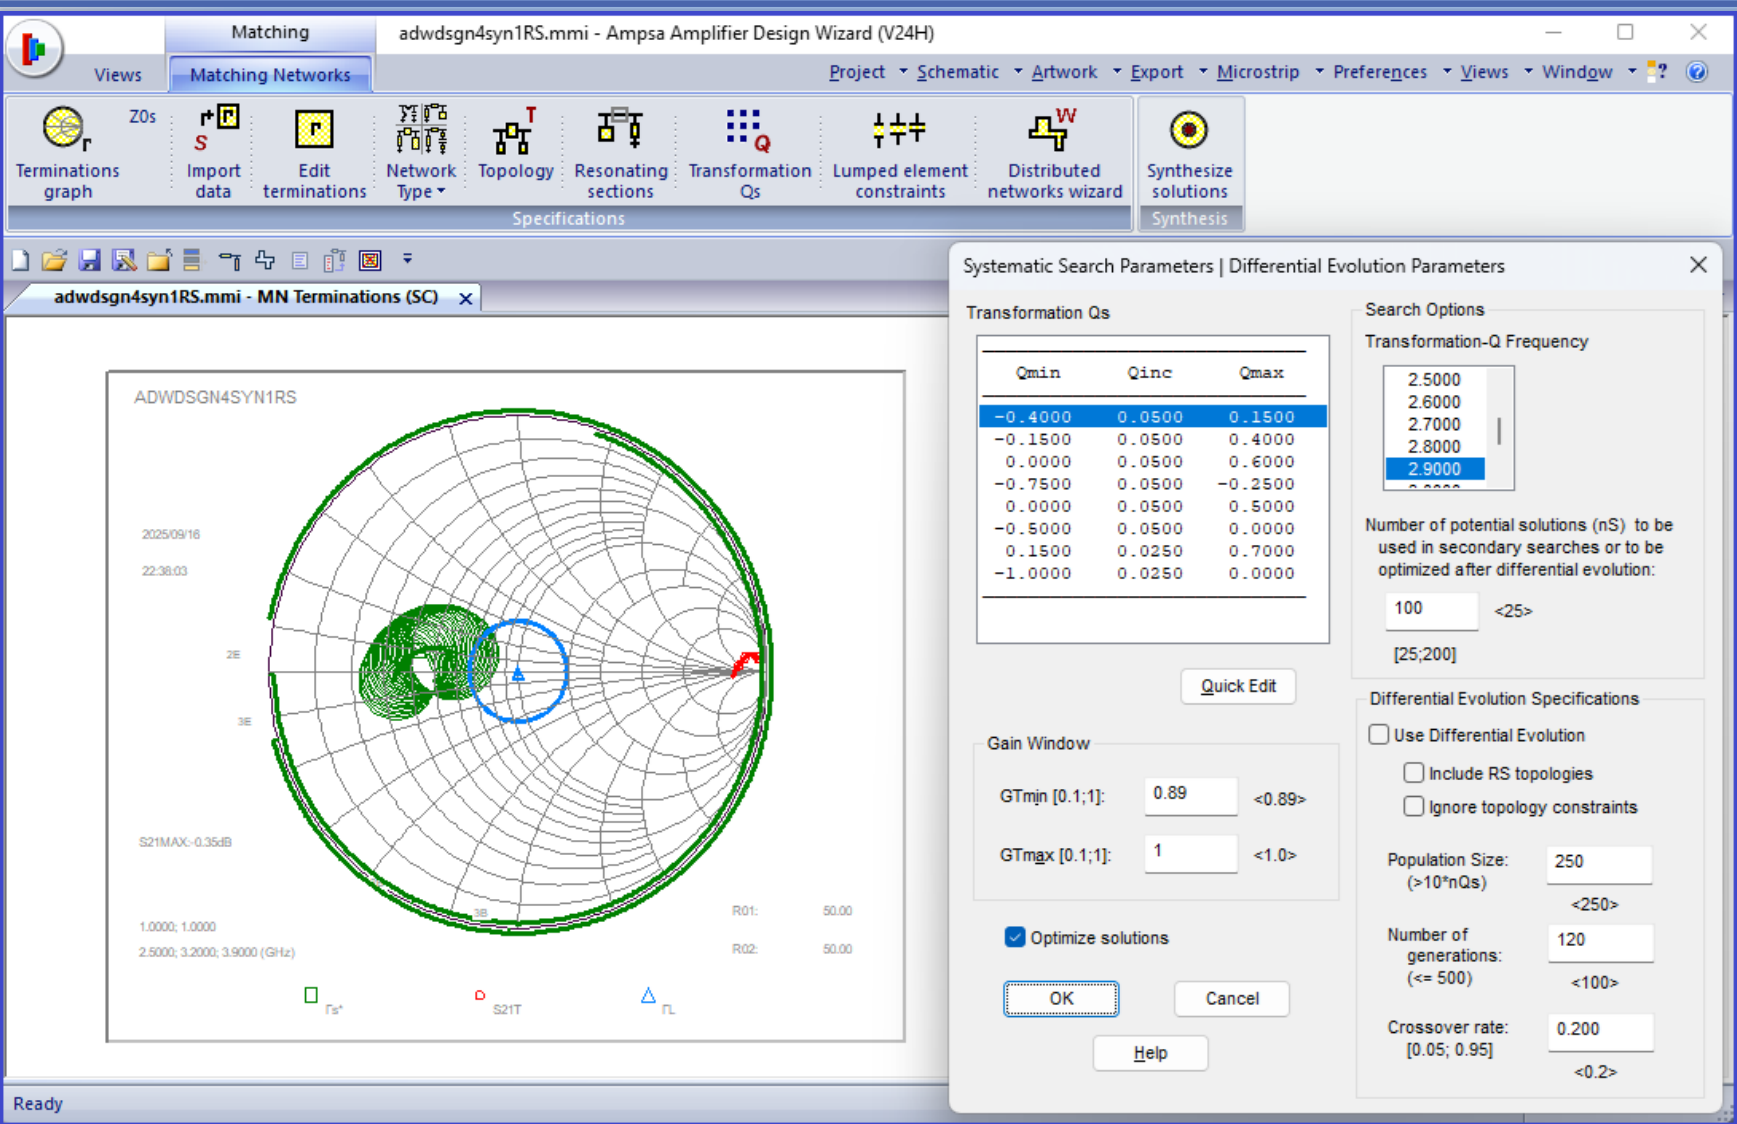 Matching
adwdsgn4syn1RS.mmi - Ampsa Amplifier Design Wizard (V24H)
Views
Matching Networks
Project Schematic Artwork Export Microstrip Preferences Views Window ? ?
r
Z0s
r
S
r
T
Q
W
Terminations graph
Import data
Edit terminations
Network Type
Topology
Resonating sections
Transformation Qs
Lumped element constraints
Distributed networks wizard
Synthesize solutions
Specifications
Synthesis
adwdsgn4syn1RS.mmi - MN Terminations (SC)
ADWDSGN4SYN1RS
2025/09/16
22:38:03
2E
3E
S21MAX:-0.35dB
3B
R01: 50.00
1.0000; 1.0000
R02: 50.00
2.5000; 3.2000; 3.9000 (GHz)
Γs*
S21T
ΓL
Ready
Systematic Search Parameters | Differential Evolution Parameters
Transformation Qs
Qmin Qinc Qmax
-0.4000 0.0500 0.1500
-0.1500 0.0500 0.4000
0.0000 0.0500 0.6000
-0.7500 0.0500 -0.2500
0.0000 0.0500 0.5000
-0.5000 0.0500 0.0000
0.1500 0.0250 0.7000
-1.0000 0.0250 0.0000
Quick Edit
Gain Window
GTmin [0.1;1]: 0.89 <0.89>
GTmax [0.1;1]: 1 <1.0>
Optimize solutions
OK
Cancel
Help
Search Options
Transformation-Q Frequency
2.5000
2.6000
2.7000
2.8000
2.9000
Number of potential solutions (nS) to be
used in secondary searches or to be
optimized after differential evolution:
100 <25>
[25;200]
Differential Evolution Specifications
Use Differential Evolution
Include RS topologies
Ignore topology constraints
Population Size: 250
(>10*nQs)
<250>
Number of 120
generations:
(<= 500) <100>
Crossover rate: 0.200
[0.05; 0.95]
<0.2>